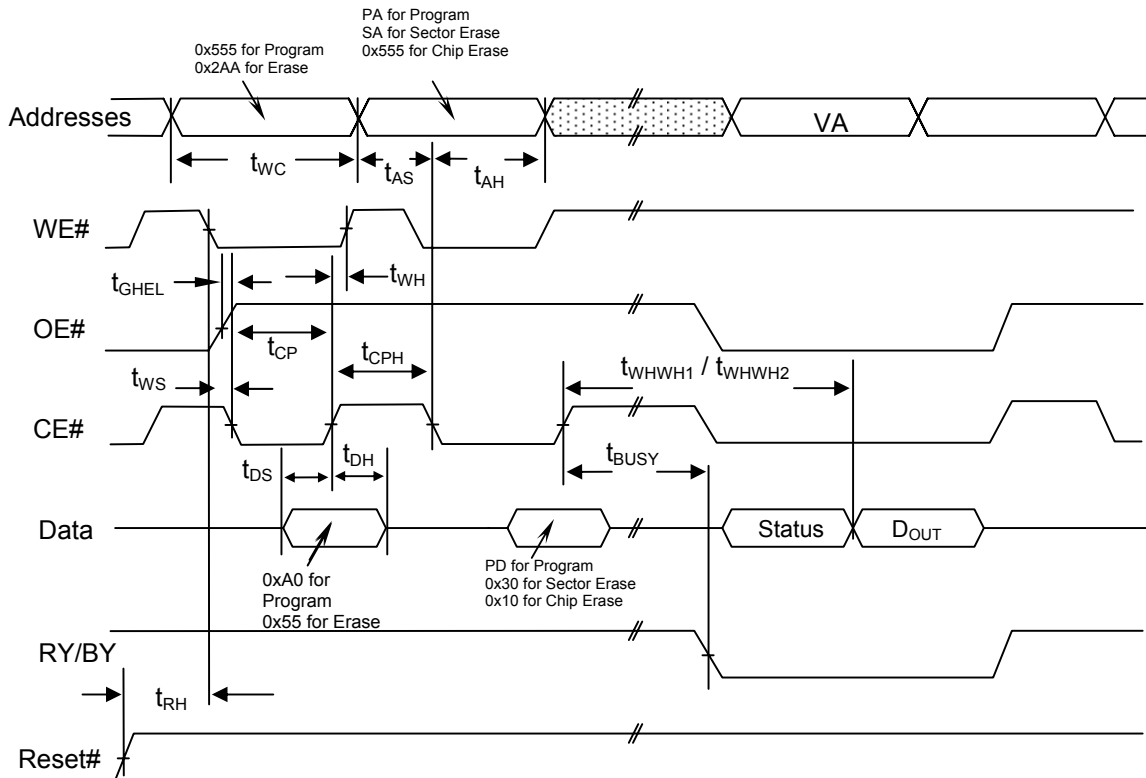 PA for Program
SA for Sector Erase
0x555 for Chip Erase
0x555 for Program
0x2AA for Erase
Addresses
VA
tWC
tAS
tAH
WE#
tGHEL
tWH
OE#
tCP
tCPH
tWHWH1 / tWHWH2
tWS
CE#
tBUSY
tDS
tDH
Data
Status
DOUT
0xA0 for
Program
0x55 for Erase
PD for Program
0x30 for Sector Erase
0x10 for Chip Erase
RY/BY
tRH
Reset#